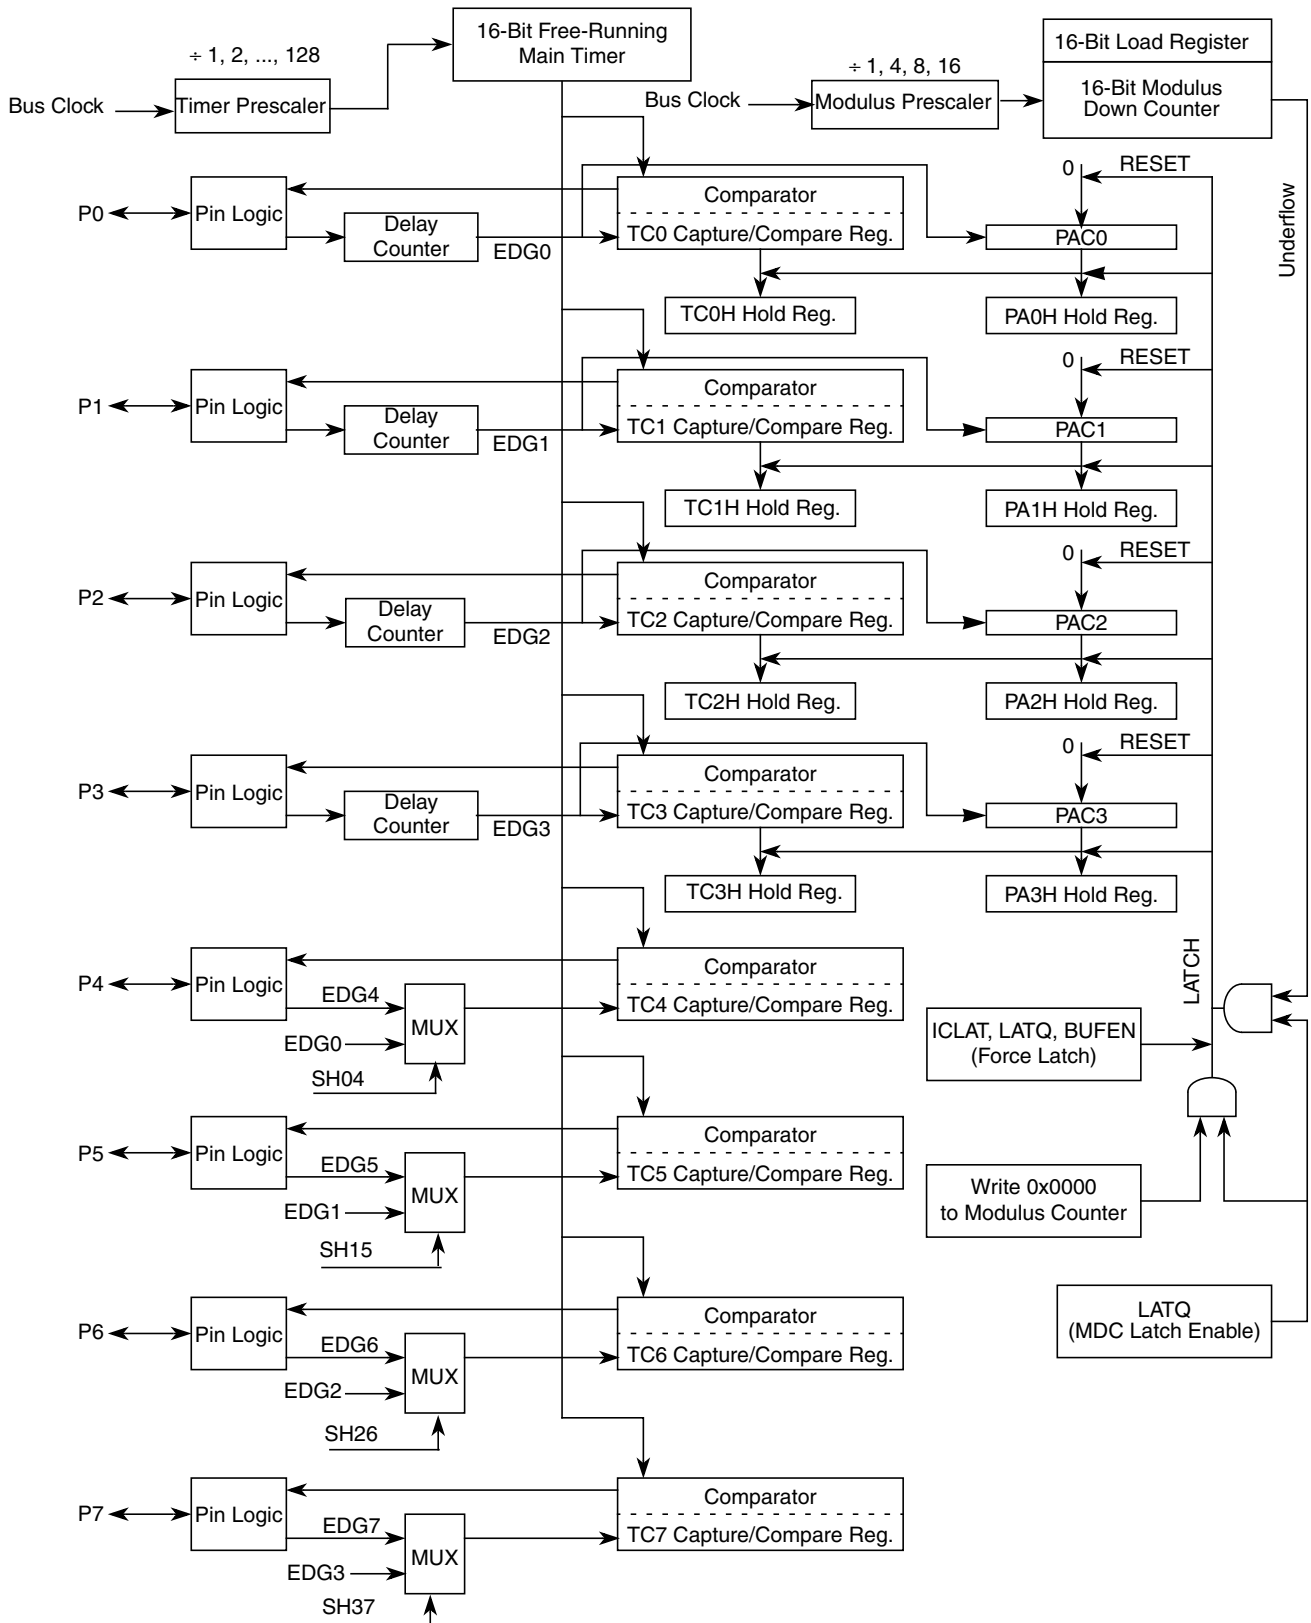 16-Bit Free-Running
Main Timer
16-Bit Load Register
16-Bit Modulus
Down Counter
÷ 1, 2, ..., 128
÷ 1, 4, 8, 16
Bus Clock
Timer Prescaler
Bus Clock
Modulus Prescaler
Underflow
P0
Pin Logic
Delay
Counter
EDG0
Comparator
TC0 Capture/Compare Reg.
0
RESET
PAC0
TC0H Hold Reg.
PA0H Hold Reg.
P1
Pin Logic
Delay
Counter
EDG1
Comparator
TC1 Capture/Compare Reg.
0
RESET
PAC1
TC1H Hold Reg.
PA1H Hold Reg.
P2
Pin Logic
Delay
Counter
EDG2
Comparator
TC2 Capture/Compare Reg.
0
RESET
PAC2
TC2H Hold Reg.
PA2H Hold Reg.
P3
Pin Logic
Delay
Counter
EDG3
Comparator
TC3 Capture/Compare Reg.
0
RESET
PAC3
TC3H Hold Reg.
PA3H Hold Reg.
LATCH
P4
Pin Logic
EDG4
EDG0
MUX
SH04
Comparator
TC4 Capture/Compare Reg.
ICLAT, LATQ, BUFEN
(Force Latch)
P5
Pin Logic
EDG5
EDG1
MUX
SH15
Comparator
TC5 Capture/Compare Reg.
Write 0x0000
to Modulus Counter
P6
Pin Logic
EDG6
EDG2
MUX
SH26
Comparator
TC6 Capture/Compare Reg.
LATQ
(MDC Latch Enable)
P7
Pin Logic
EDG7
EDG3
MUX
SH37
Comparator
TC7 Capture/Compare Reg.